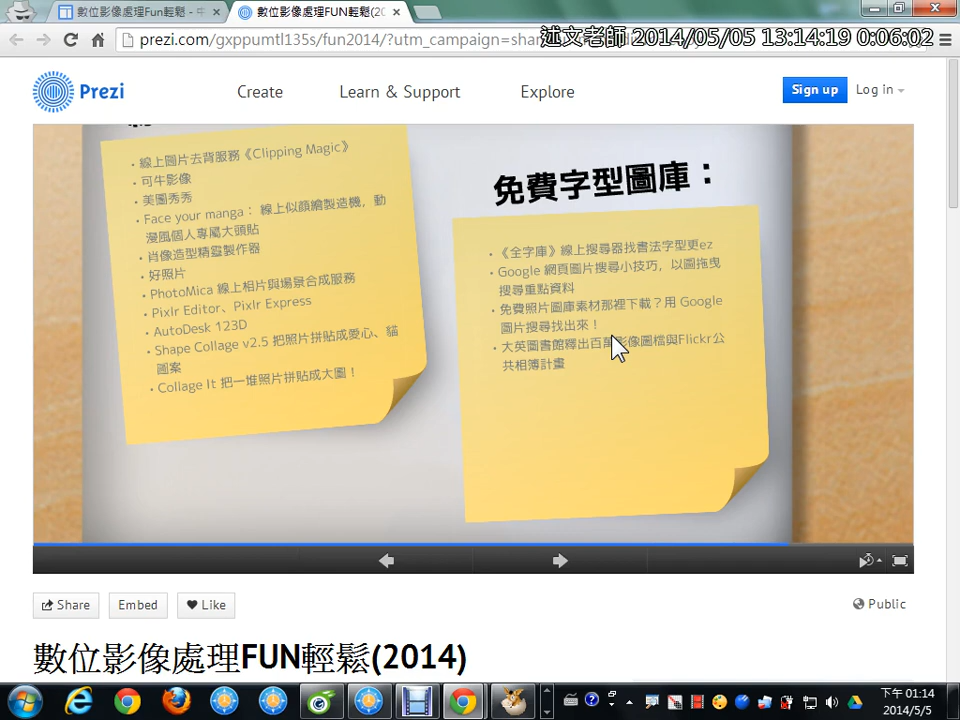 數位影像處理Fun輕鬆 - 中
數位影像處理FUN輕鬆(20
prezi.com/gxppumtl135s/fun2014/?utm_campaign=shar
述文老師 2014/05/05 13:14:19 0:06:02
Prezi
Create
Learn & Support
Explore
Sign up
Log in
• 線上圖片去背服務《Clipping Magic》
• 可牛影像
• 美圖秀秀
• Face your manga： 線上似顏繪製造機，動
漫風個人專屬大頭貼
• 肖像造型精靈製作器
• 好照片
• PhotoMica 線上相片與場景合成服務
• Pixlr Editor、Pixlr Express
• AutoDesk 123D
• Shape Collage v2.5 把照片拼貼成愛心、貓
圖案
• Collage It 把一堆照片拼貼成大圖！
免費字型圖庫：
• 《全字庫》線上搜尋器找書法字型更ez
• Google 網頁圖片搜尋小技巧，以圖拖曳
搜尋重點資料
• 免費照片圖庫素材那裡下載？用 Google
圖片搜尋找出來！
• 大英圖書館釋出百萬影像圖檔與Flickr公
共相簿計畫
Share
Embed
Like
Public
數位影像處理FUN輕鬆(2014)
下午 01:14
2014/5/5